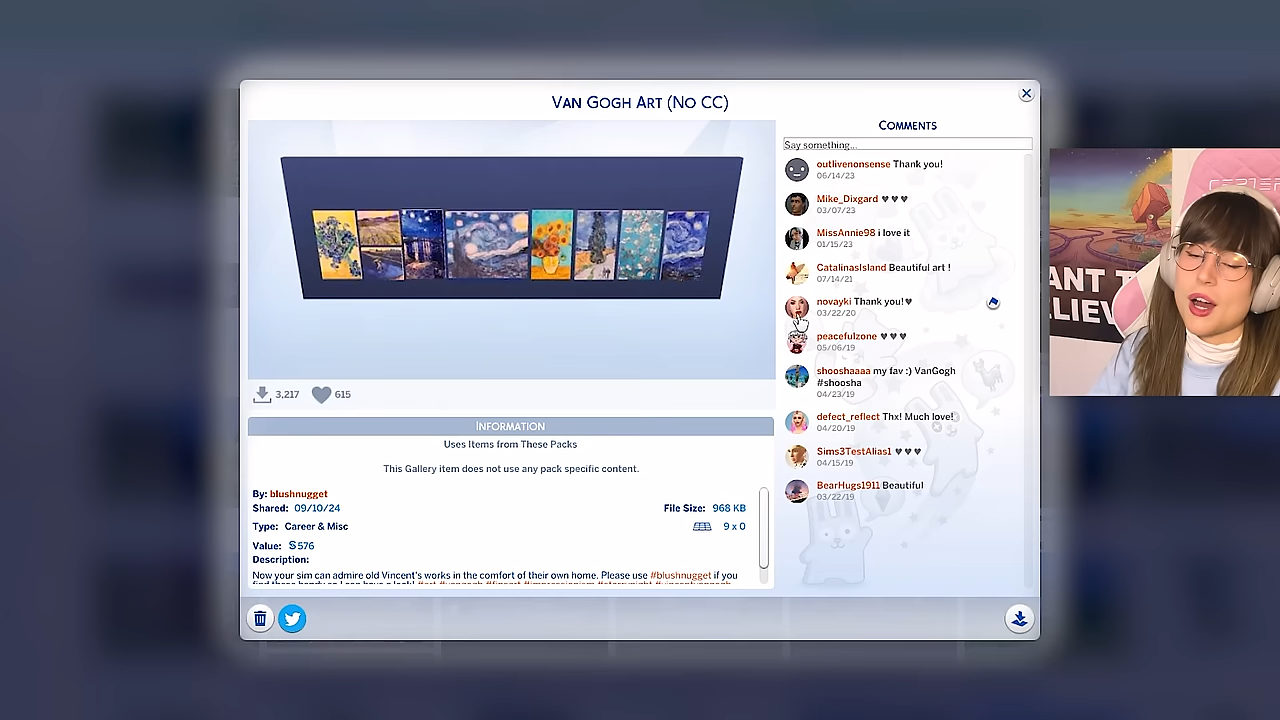 VAN GOGH ART (NO CC)
COMMENTS
Say something...
outlivenonsense Thank you!
06/14/23
Mike_Dixgard ♥ ♥ ♥
03/07/23
MissAnnie98 i love it
01/15/23
CatalinasIsland Beautiful art !
07/14/21
novayki Thank you!♥
03/22/20
peacefulzone ♥ ♥ ♥
05/06/19
shooshaaaa my fav :) VanGogh
#shoosha
04/23/19
defect_reflect Thx! Much love!
04/20/19
Sims3TestAlias1 ♥ ♥ ♥
04/15/19
BearHugs1911 Beautiful
03/22/19
3,217 615
INFORMATION
Uses Items from These Packs
This Gallery item does not use any pack specific content.
By: blushnugget
Shared: 09/10/24 File Size: 968 KB
Type: Career & Misc 9 x 0
Value: §576
Description:
Now your sim can admire old Vincent's works in the comfort of their own home. Please use #blushnugget if you
ANT T
LIEV